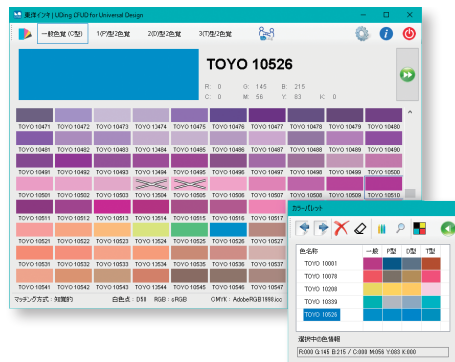 東洋インキ | UDing CFUD for Universal Design
一般色覚 (C型) 1(P)型2色覚 2(D)型2色覚 3(T)型2色覚
TOYO 10526
R: 0 G: 145 B: 215
C: 0 M: 56 Y: 83 K: 0
TOYO 10471 TOYO 10472 TOYO 10473 TOYO 10474 TOYO 10475 TOYO 10476 TOYO 10477 TOYO 10478 TOYO 10479 TOYO 10480
TOYO 10481 TOYO 10482 TOYO 10483 TOYO 10484 TOYO 10485 TOYO 10486 TOYO 10487 TOYO 10488 TOYO 10489 TOYO 10490
TOYO 10491 TOYO 10492 TOYO 10493 TOYO 10494 TOYO 10495 TOYO 10496 TOYO 10497 TOYO 10498 TOYO 10499 TOYO 10500
TOYO 10501 TOYO 10502 TOYO 10503 TOYO 10504 TOYO 10505 TOYO 10506 TOYO 10507 TOYO 10508 TOYO 10509 TOYO 10510
TOYO 10511 TOYO 10512 TOYO 10513 TOYO 10514 TOYO 10515 TOYO 10516 TOYO 10517
TOYO 10521 TOYO 10522 TOYO 10523 TOYO 10524 TOYO 10525 TOYO 10526 TOYO 10527
TOYO 10531 TOYO 10532 TOYO 10533 TOYO 10534 TOYO 10535 TOYO 10536 TOYO 10537
TOYO 10541 TOYO 10542 TOYO 10543 TOYO 10544 TOYO 10545 TOYO 10546 TOYO 10547
マッチング方式 : 知覚的 白色点 : D50 RGB : sRGB CMYK : AdobeRGB1998.icc
カラーパレット
色名称 一般 P型 D型 T型
TOYO 10001
TOYO 10078
TOYO 10208
TOYO 10339
TOYO 10526
選択中の色情報
R:000 G:145 B:215 / C:000 M:056 Y:083 K:000